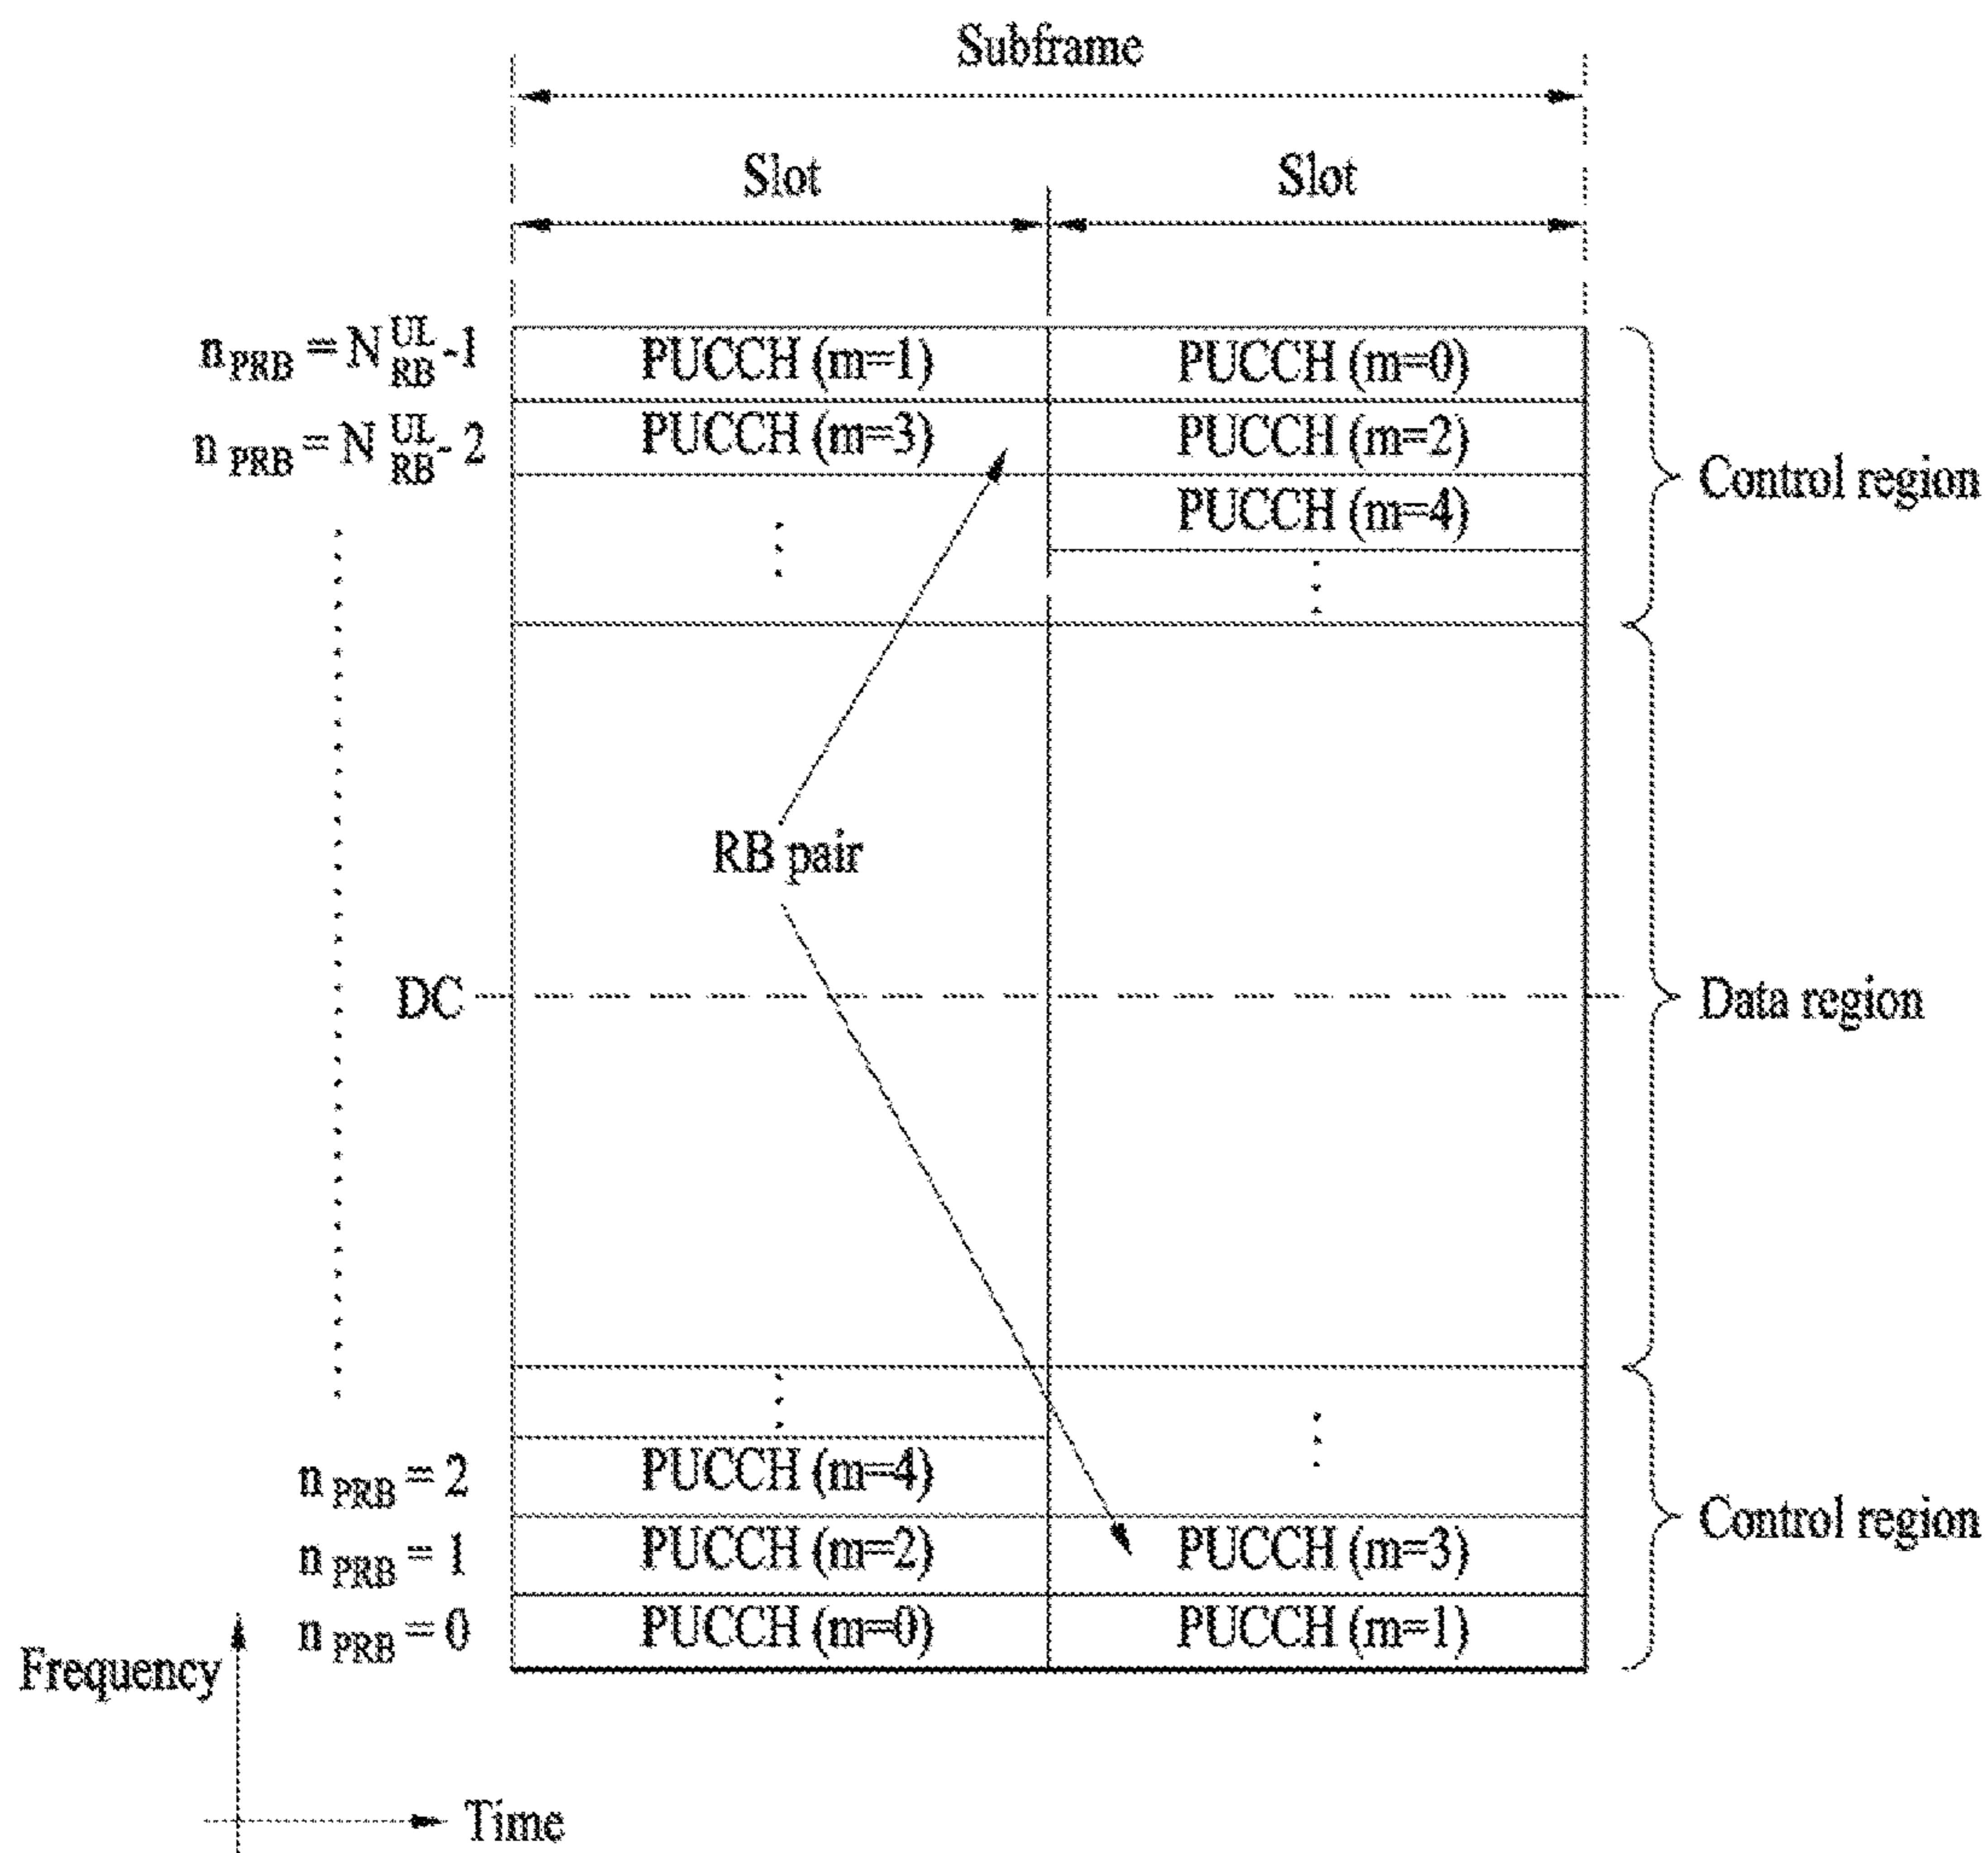 Subframe
Slot Slot
n PRB = N UL RB -1 PUCCH (m=1) PUCCH (m=0)
n PRB = N UL RB - 2 PUCCH (m=3) PUCCH (m=2)
Control region
PUCCH (m=4)
RB pair
DC
Data region
n PRB = 2 PUCCH (m=4)
Control region
n PRB = 1 PUCCH (m=2) PUCCH (m=3)
n PRB = 0 PUCCH (m=0) PUCCH (m=1)
Frequency
Time